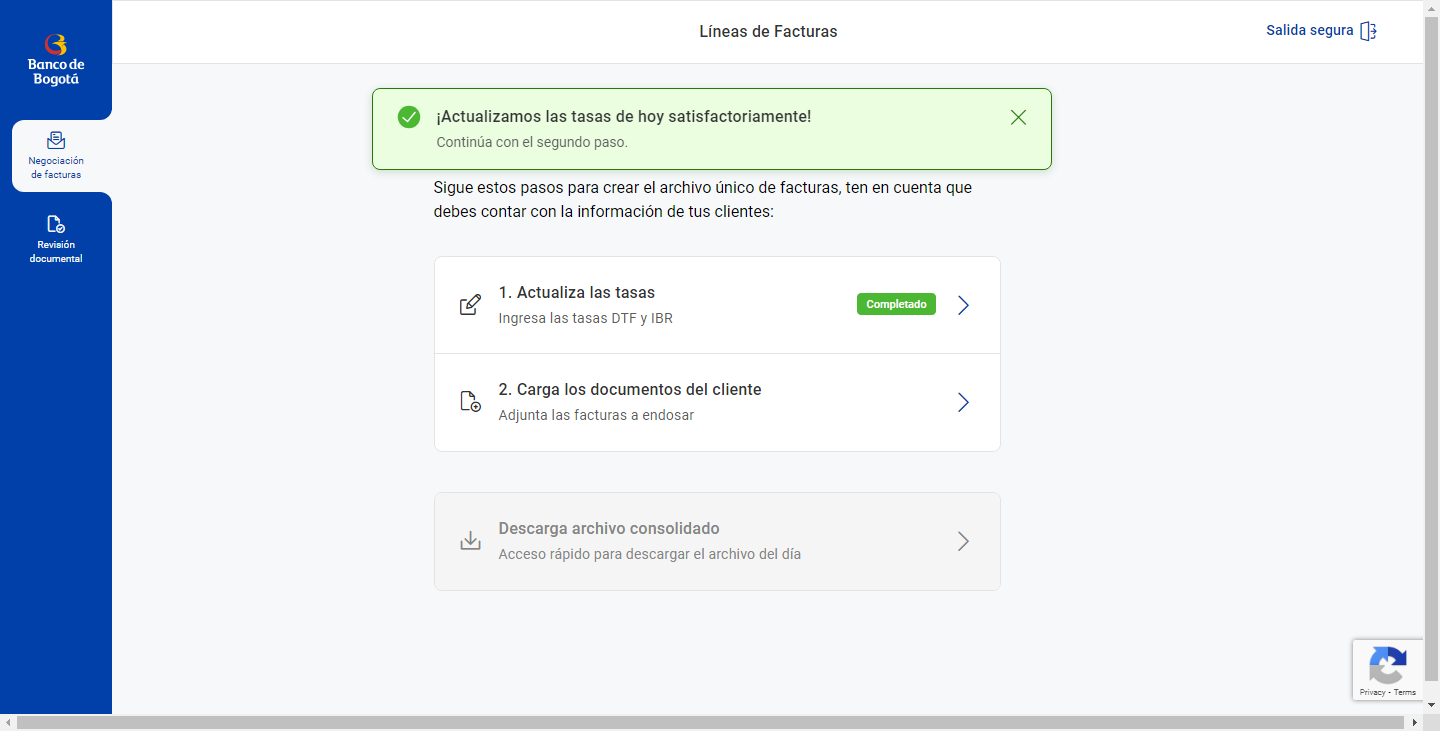 Líneas de Facturas
Salida segura
Banco de
Bogotá
Negociación
de facturas
Revisión
documental
¡Actualizamos las tasas de hoy satisfactoriamente!
Continúa con el segundo paso.
Sigue estos pasos para crear el archivo único de facturas, ten en cuenta que
debes contar con la información de tus clientes:
1. Actualiza las tasas
Ingresa las tasas DTF y IBR
Completado
2. Carga los documentos del cliente
Adjunta las facturas a endosar
Descarga archivo consolidado
Acceso rápido para descargar el archivo del día
Privacy - Terms